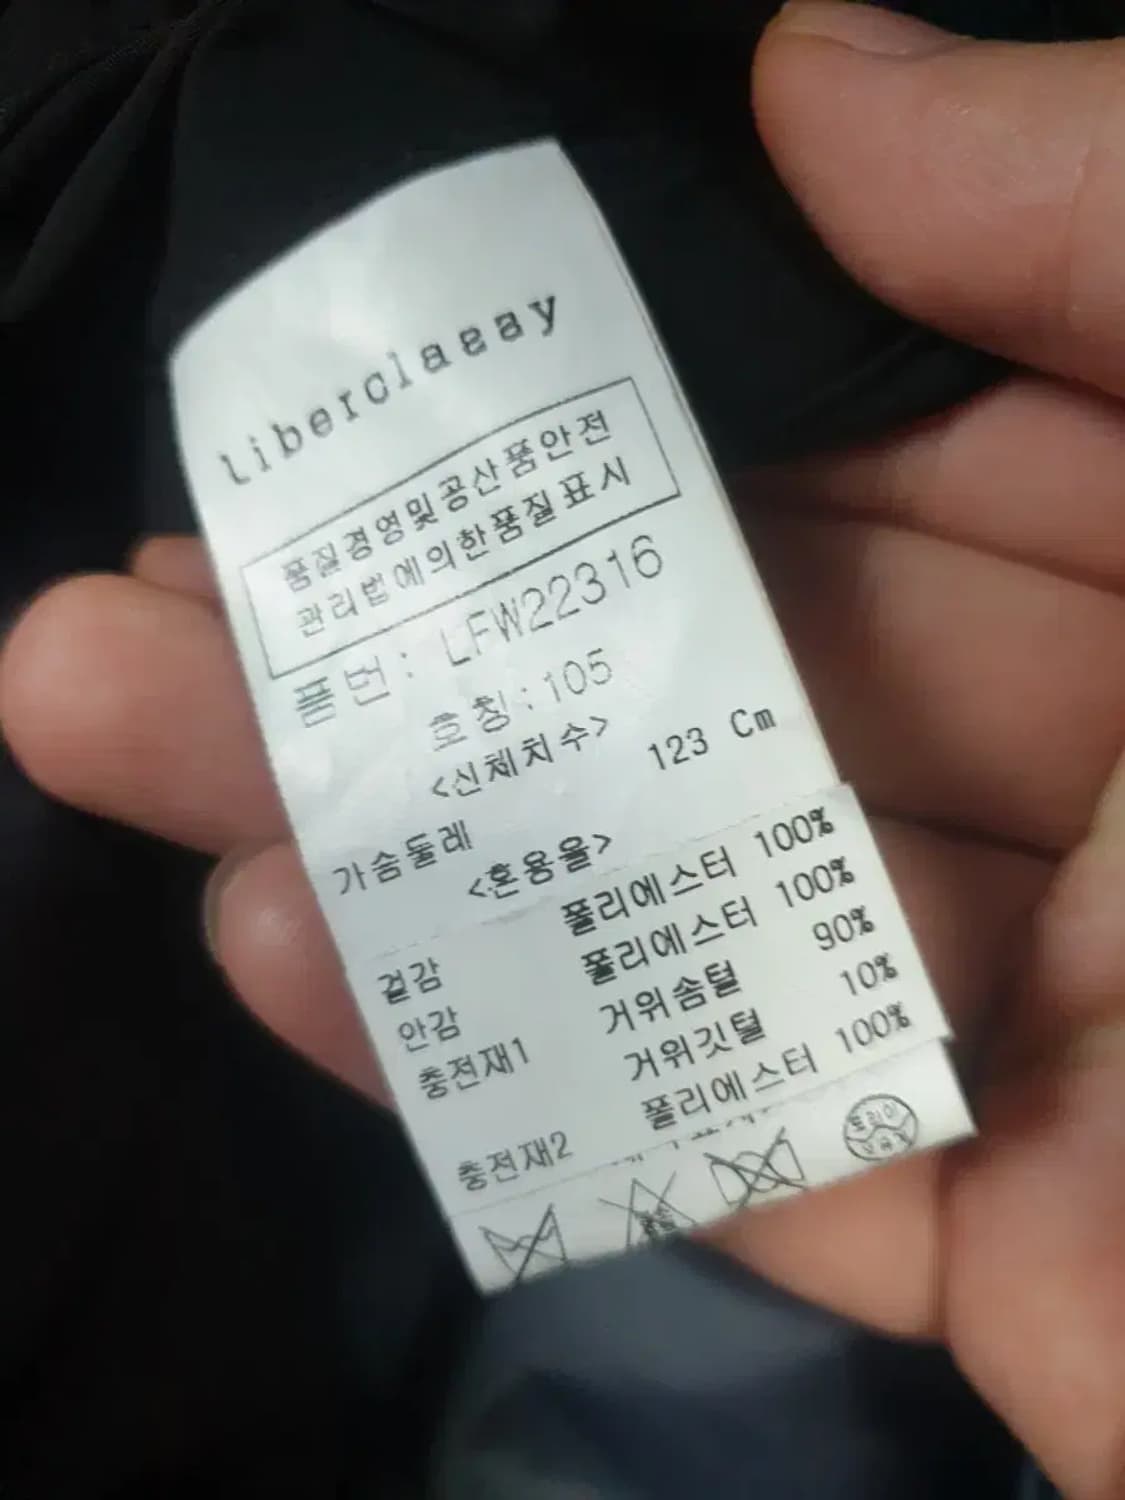 Liberclassy
품질경영및공산품안전
관리법에의한품질표시
품번: LFW22316
호칭:105
<신체치수>
가슴둘레 123 Cm
<혼용율>
겉감 폴리에스터 100%
안감 폴리에스터 100%
충전재1 거위솜털 90%
거위깃털 10%
충전재2 폴리에스터 100%
드라이